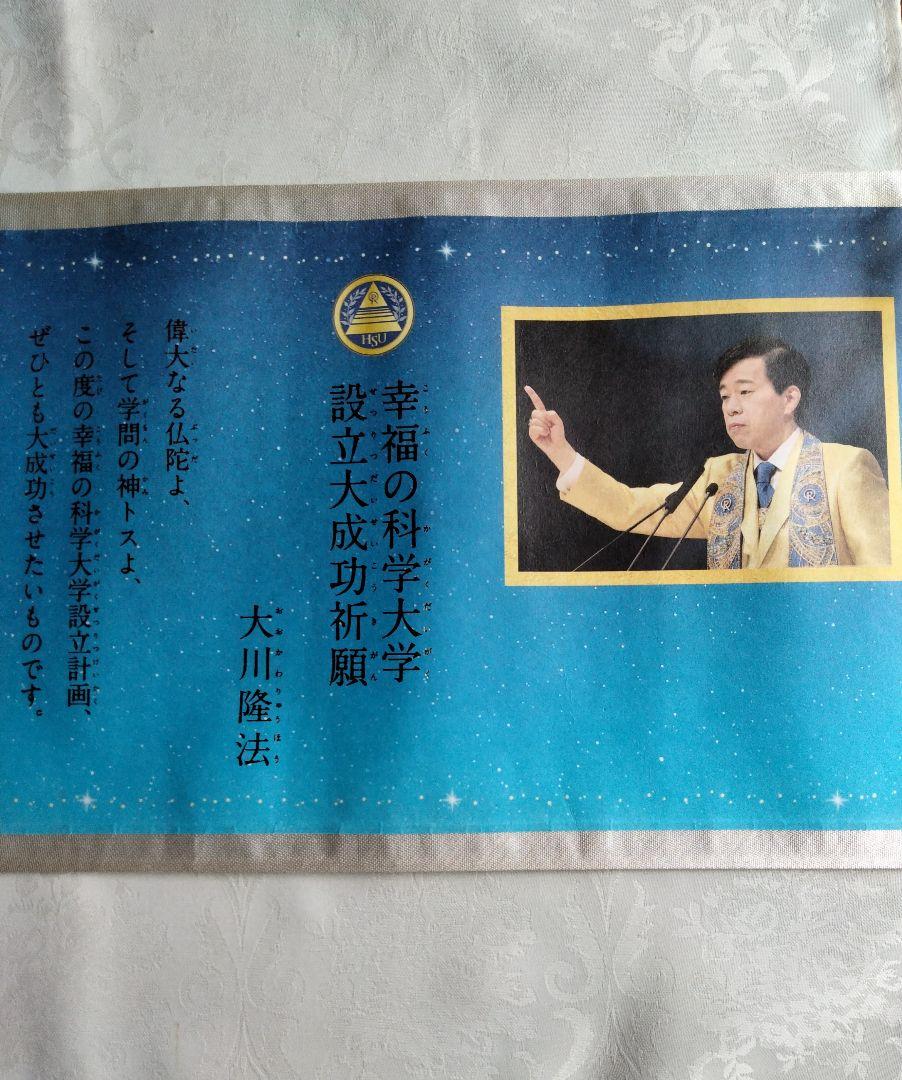 幸福の科学大学
設立大成功祈願
HSU
大川隆法
偉大なる仏陀よ、
そして学問の神トスよ、
この度の幸福の科学大学設立計画、
ぜひとも大成功させたいものです。